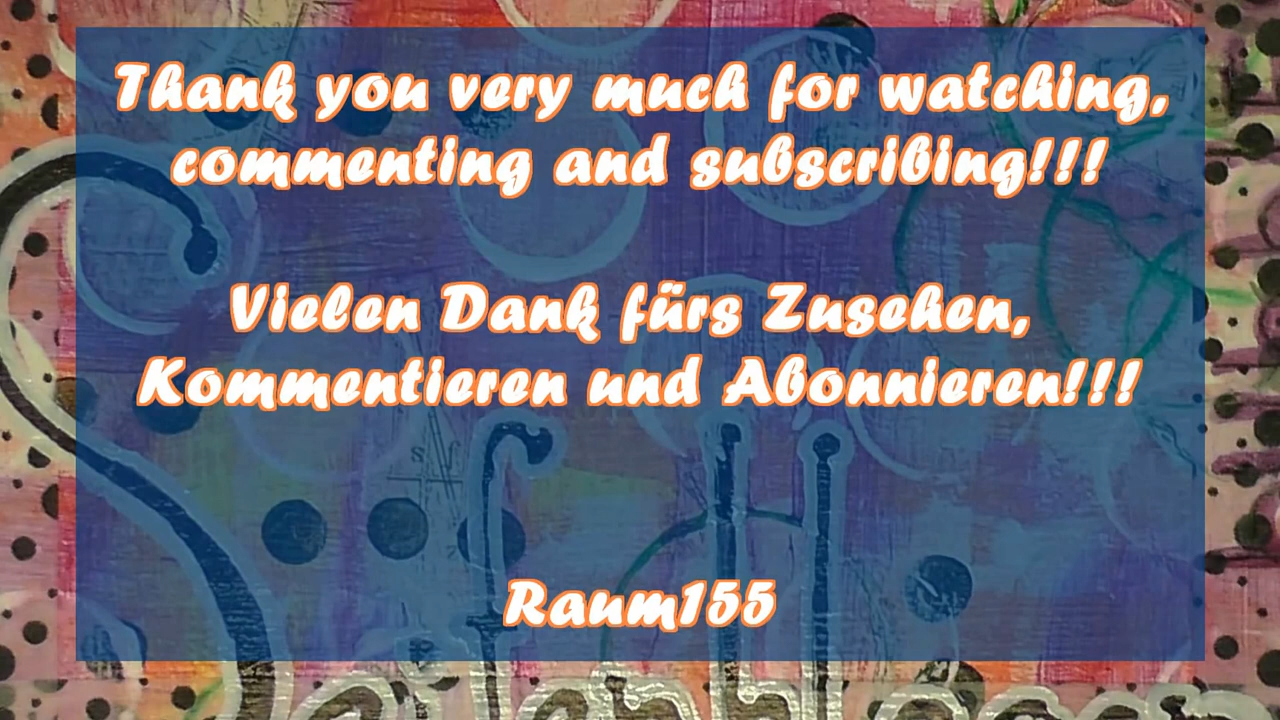 Thank you very much for watching,
commenting and subscribing!!!
Vielen Dank fürs Zusehen,
Kommentieren und Abonnieren!!!
Raum155